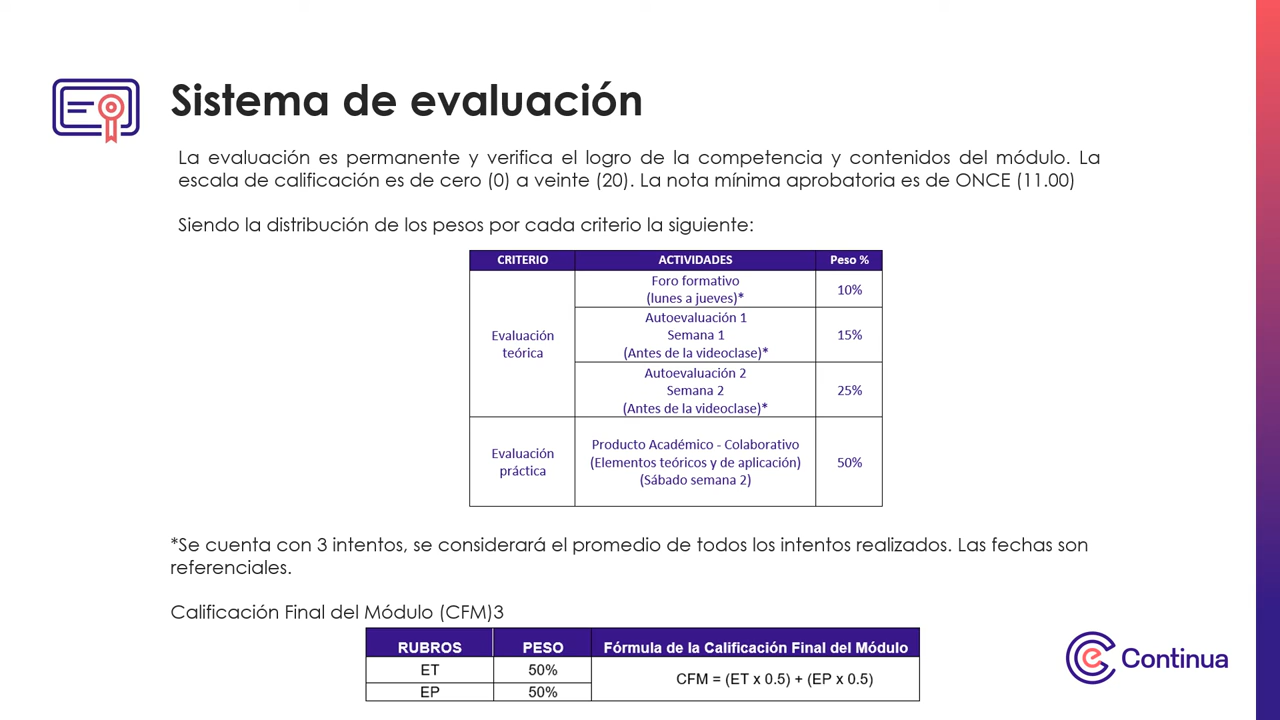 Sistema de evaluación
La evaluación es permanente y verifica el logro de la competencia y contenidos del módulo. La
escala de calificación es de cero (0) a veinte (20). La nota mínima aprobatoria es de ONCE (11.00)
Siendo la distribución de los pesos por cada criterio la siguiente:
CRITERIO ACTIVIDADES Peso %
Evaluación
teórica
Foro formativo
(lunes a jueves)*
10%
Autoevaluación 1
Semana 1
(Antes de la videoclase)*
15%
Autoevaluación 2
Semana 2
(Antes de la videoclase)*
25%
Evaluación
práctica
Producto Académico - Colaborativo
(Elementos teóricos y de aplicación)
(Sábado semana 2)
50%
*Se cuenta con 3 intentos, se considerará el promedio de todos los intentos realizados. Las fechas son
referenciales.
Calificación Final del Módulo (CFM)3
RUBROS PESO Fórmula de la Calificación Final del Módulo
ET 50%
EP 50%
CFM = (ET x 0.5) + (EP x 0.5)
Continua